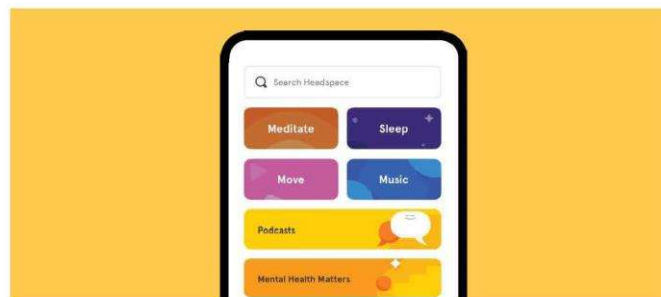 Search Headspace
Meditate
Sleep
Move
Music
Podcasts
Mental Health Matters